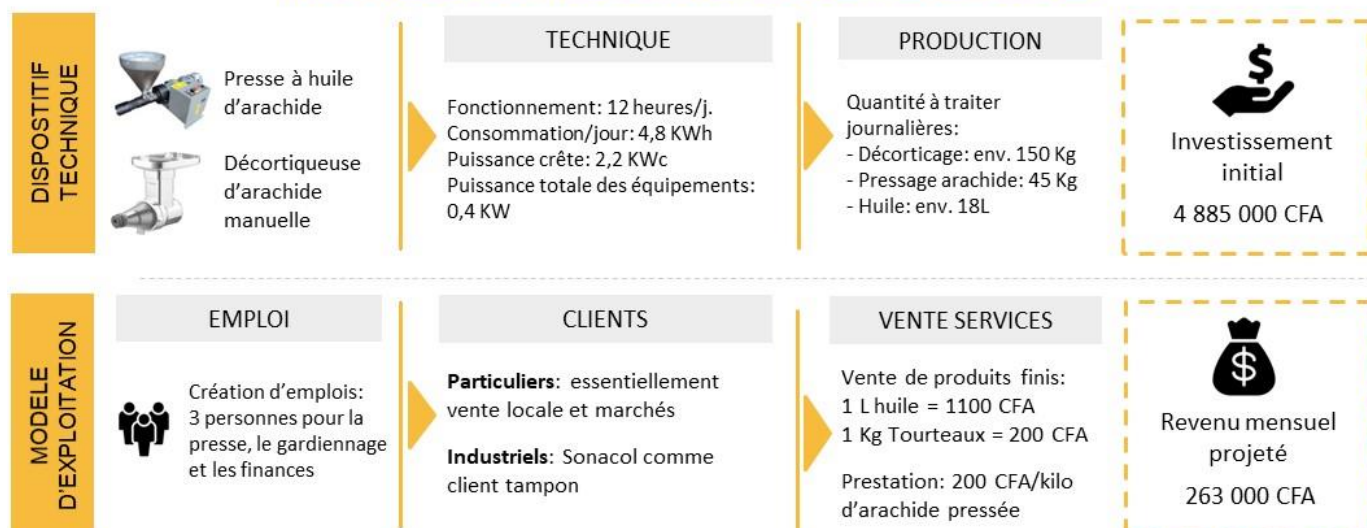 DISPOSTITIF
TECHNIQUE
Presse à huile
d'arachide
Décortiqueuse
d'arachide
manuelle
TECHNIQUE
Fonctionnement: 12 heures/j.
Consommation/jour: 4,8 KWh
Puissance crête: 2,2 KWc
Puissance totale des équipements:
0,4 KW
PRODUCTION
Quantité à traiter
journalières:
- Décorticage: env. 150 Kg
- Pressage arachide: 45 Kg
- Huile: env. 18L
$
Investissement
initial
4 885 000 CFA
MODELE
D'EXPLOITATION
EMPLOI
Création d'emplois:
3 personnes pour la
presse, le gardiennage
et les finances
CLIENTS
Particuliers: essentiellement
vente locale et marchés
Industriels: Sonacol comme
client tampon
VENTE SERVICES
Vente de produits finis:
1 L huile = 1100 CFA
1 Kg Tourteaux = 200 CFA
Prestation: 200 CFA/kilo
d'arachide pressée
$
Revenu mensuel
projeté
263 000 CFA